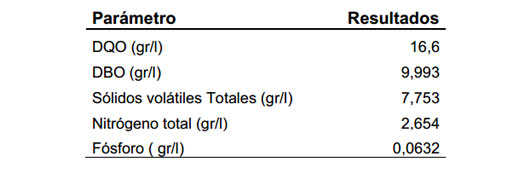 Parámetro Resultados
DQO (gr/l) 16,6
DBO (gr/l) 9,993
Sólidos volátiles Totales (gr/l) 7,753
Nitrógeno total (gr/l) 2,654
Fósforo ( gr/l) 0,0632